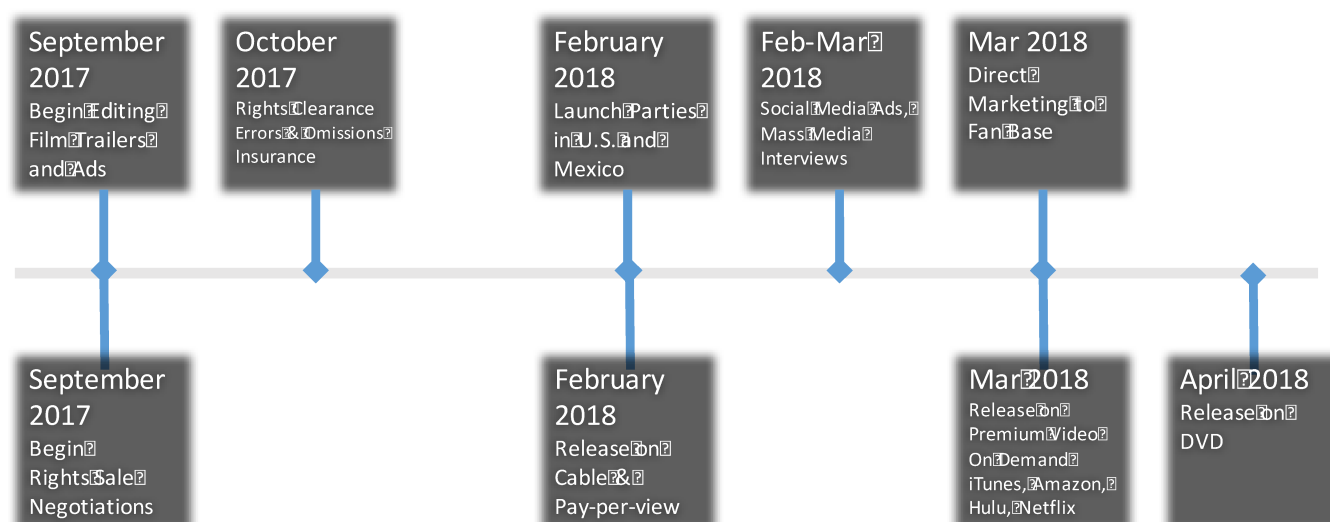 September
2017
Begin Editing
Film Trailers
and Ads
October
2017
Rights Clearance
Errors & Omissions
Insurance
February
2018
Launch Parties
in U.S. and
Mexico
Feb-Mar
2018
Social Media Ads,
Mass Media
Interviews
Mar 2018
Direct
Marketing to
Fan Base
September
2017
Begin
Rights Sale
Negotiations
February
2018
Release on
Cable &
Pay-per-view
Mar 2018
Release on
Premium Video
On Demand
iTunes, Amazon,
Hulu, Netflix
April 2018
Release on
DVD